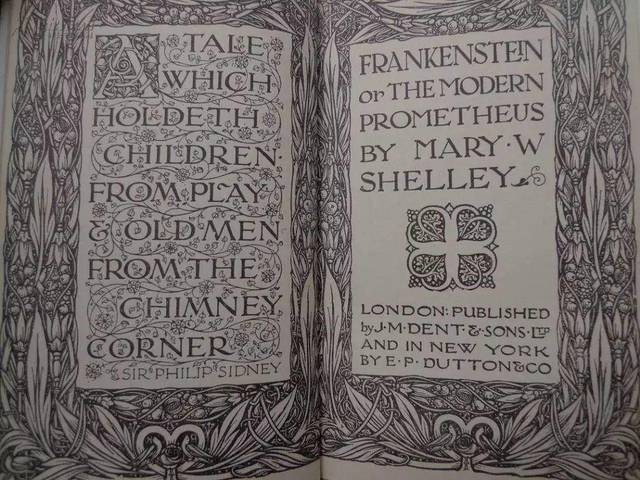 A TALE
WHICH
HOLDETH
CHILDREN
FROM PLAY
& OLD MEN
FROM THE
CHIMNEY
CORNER
SIR PHILIP SIDNEY
FRANKENSTEIN
or THE MODERN
PROMETHEUS
BY MARY · W
SHELLEY
LONDON: PUBLISHED
by J · M · DENT · & · SONS · LTD
AND IN NEW YORK
BY E · P · DUTTON & CO